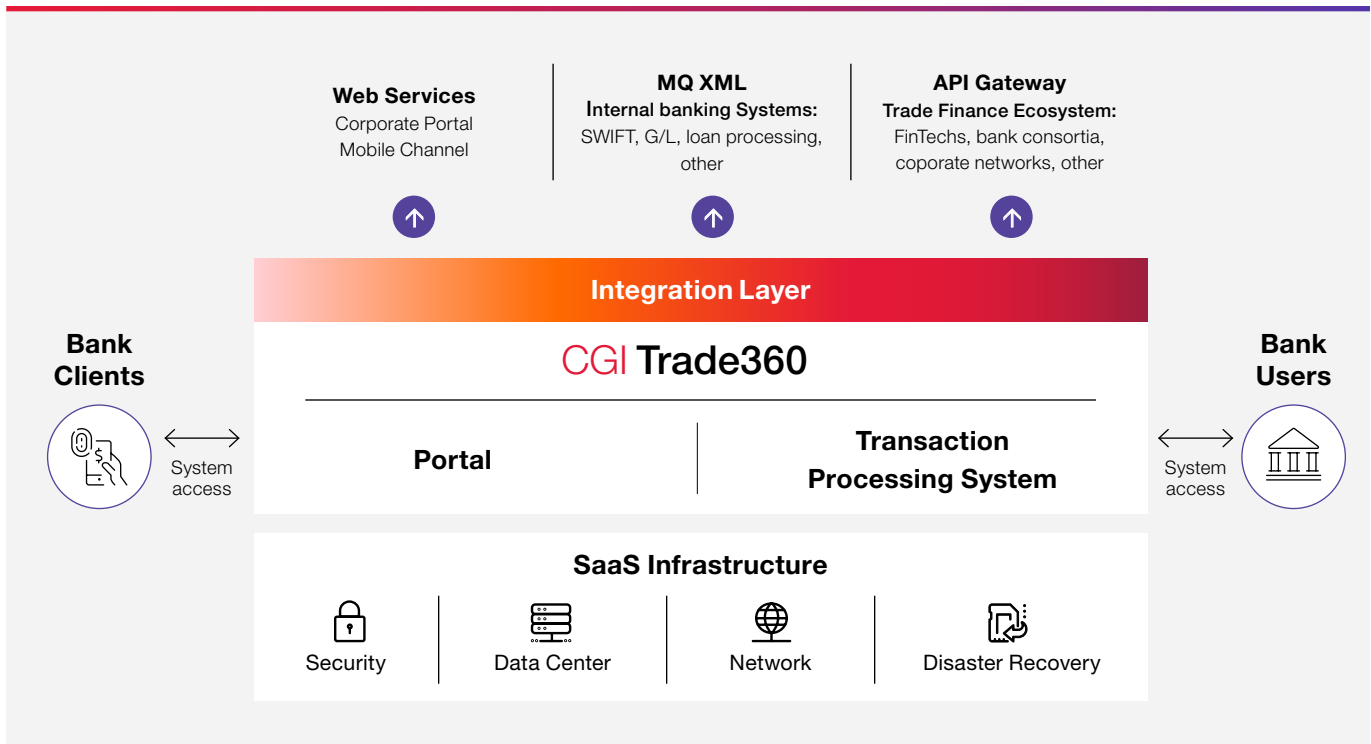 Web Services
Corporate Portal
Mobile Channel
MQ XML
Internal banking Systems:
SWIFT, G/L, loan processing,
other
API Gateway
Trade Finance Ecosystem:
FinTechs, bank consortia,
coporate networks, other
Integration Layer
Bank
Clients
$
System
access
CGI Trade360
Portal
Transaction
Processing System
Bank
Users
System
access
SaaS Infrastructure
Security
Data Center
Network
Disaster Recovery